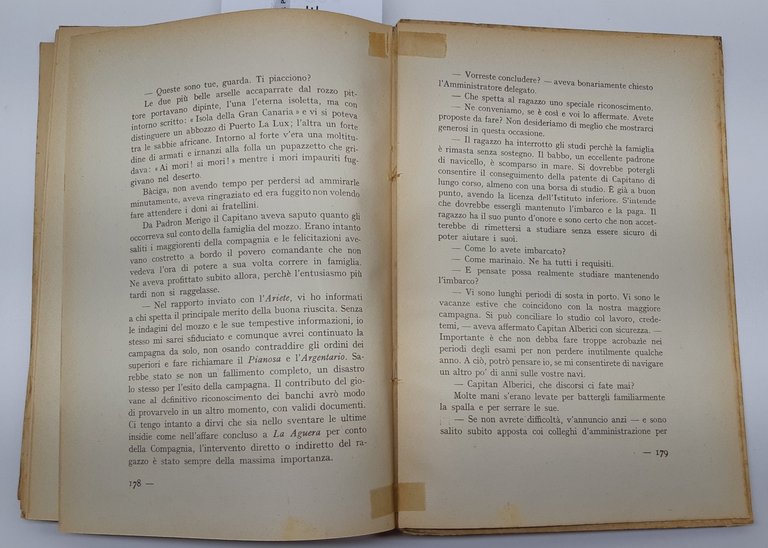 — Queste sono tue, guarda. Ti piacciono?
Le due più belle arselle accaparrate dal rozzo pit-
tore portavano dipinte, l'una l'eterna isoletta, ma con
intorno scritto: « Isola della Gran Canaria » e vi si poteva
distinguere un abbozzo di Puerto La Lux; l'altra un forte
tra le sabbie africane. Intorno al forte v'era una moltitu-
dine di armati e innanzi alla folla un pupazzetto che gri-
dava: « Ai mori! ai mori! » mentre i mori impauriti fug-
givano nel deserto.
Bàciga, non avendo tempo per perdersi ad ammirarle
minutamente, aveva ringraziato ed era fuggito non volendo
fare attendere i doni ai fratellini.
Da Padron Merigo il Capitano aveva saputo quanto gli
occorreva sul conto della famiglia del mozzo. Erano intanto
saliti i maggiorenti della compagnia e le felicitazioni ave-
vano costretto a bordo il povero comandante che non
vedeva l'ora di potere a sua volta correre in famiglia.
Ne aveva profittato subito allora, perchè l'entusiasmo più
tardi non si raggelasse.
— Nel rapporto inviato con l'Ariete, vi ho informati
a chi spetta il principale merito della buona riuscita. Senza
le indagini del mozzo e le sue tempestive informazioni, io
stesso mi sarei sfiduciato e comunque avrei continuato la
campagna da solo, non osando contraddire gli ordini dei
superiori e fare richiamare il Pianosa e l'Argentario. Sa-
rebbe stato se non un fallimento completo, un disastro
lo stesso per l'esito della campagna. Il contributo del gio-
vane al definitivo riconoscimento dei banchi avrò modo
di provarvelo in un altro momento, con validi documenti.
Ci tengo intanto a dirvi che sia nello sventare le ultime
insidie come nell'affare concluso a La Aguera per conto
della Compagnia, l'intervento diretto o indiretto del ra-
gazzo è stato sempre della massima importanza.
178 —
— Vorreste concludere? — aveva bonariamente chiesto
l'Amministratore delegato.
— Che spetta al ragazzo uno speciale riconoscimento.
— Ne conveniamo, se è così e voi lo affermate. Avete
proposte da fare? Non desideriamo di meglio che mostrarci
generosi in questa occasione.
— Il ragazzo ha interrotto gli studi perchè la famiglia
è rimasta senza sostegno. Il babbo, un eccellente padrone
di navicello, è scomparso in mare. Si dovrebbe potergli
consentire il conseguimento della patente di Capitano di
lungo corso, almeno con una borsa di studio. È già a buon
punto, avendo la licenza dell'Istituto inferiore. S'intende
che dovrebbe essergli mantenuto l'imbarco e la paga. Il
ragazzo ha il suo punto d'onore e sono certo che non accet-
terebbe di rimettersi a studiare senza essere sicuro di
poter aiutare i suoi.
— Come lo avete imbarcato?
— Come marinaio. Ne ha tutti i requisiti.
— E pensate possa realmente studiare mantenendo
l'imbarco?
— Vi sono lunghi periodi di sosta in porto. Vi sono le
vacanze estive che coincidono con la nostra maggiore
campagna. Si può conciliare lo studio col lavoro, crede-
temi, — aveva affermato Capitan Alberici con sicurezza. —
Importante è che non debba fare troppe acrobazie nei
periodi degli esami per non perdere inutilmente qualche
anno. A ciò, potrò pensare io, se mi consentirete di navigare
un altro po' di anni sulle vostre navi.
— Capitan Alberici, che discorsi ci fate mai?
Molte mani s'erano levate per battergli familiarmente
la spalla e per serrare le sue.
— Se non avrete difficoltà, v'annuncio anzi — e sono
salito subito apposta coi colleghi d'amministrazione per
— 179